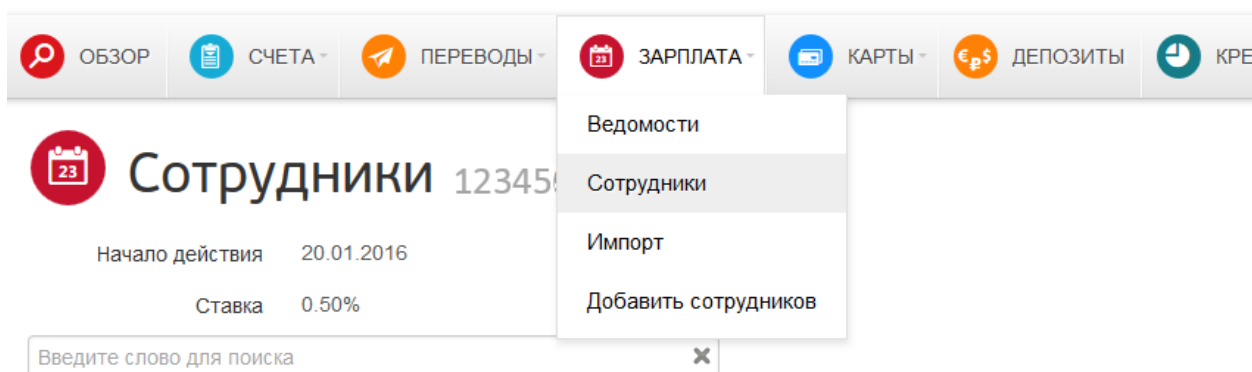 ОБЗОР СЧЕТА ПЕРЕВОДЫ 23 ЗАРПЛАТА КАРТЫ €₽$ ДЕПОЗИТЫ КРЕ
Ведомости
23 Сотрудники 12345
Сотрудники
Импорт
Начало действия 20.01.2016
Добавить сотрудников
Ставка 0.50%
Введите слово для поиска